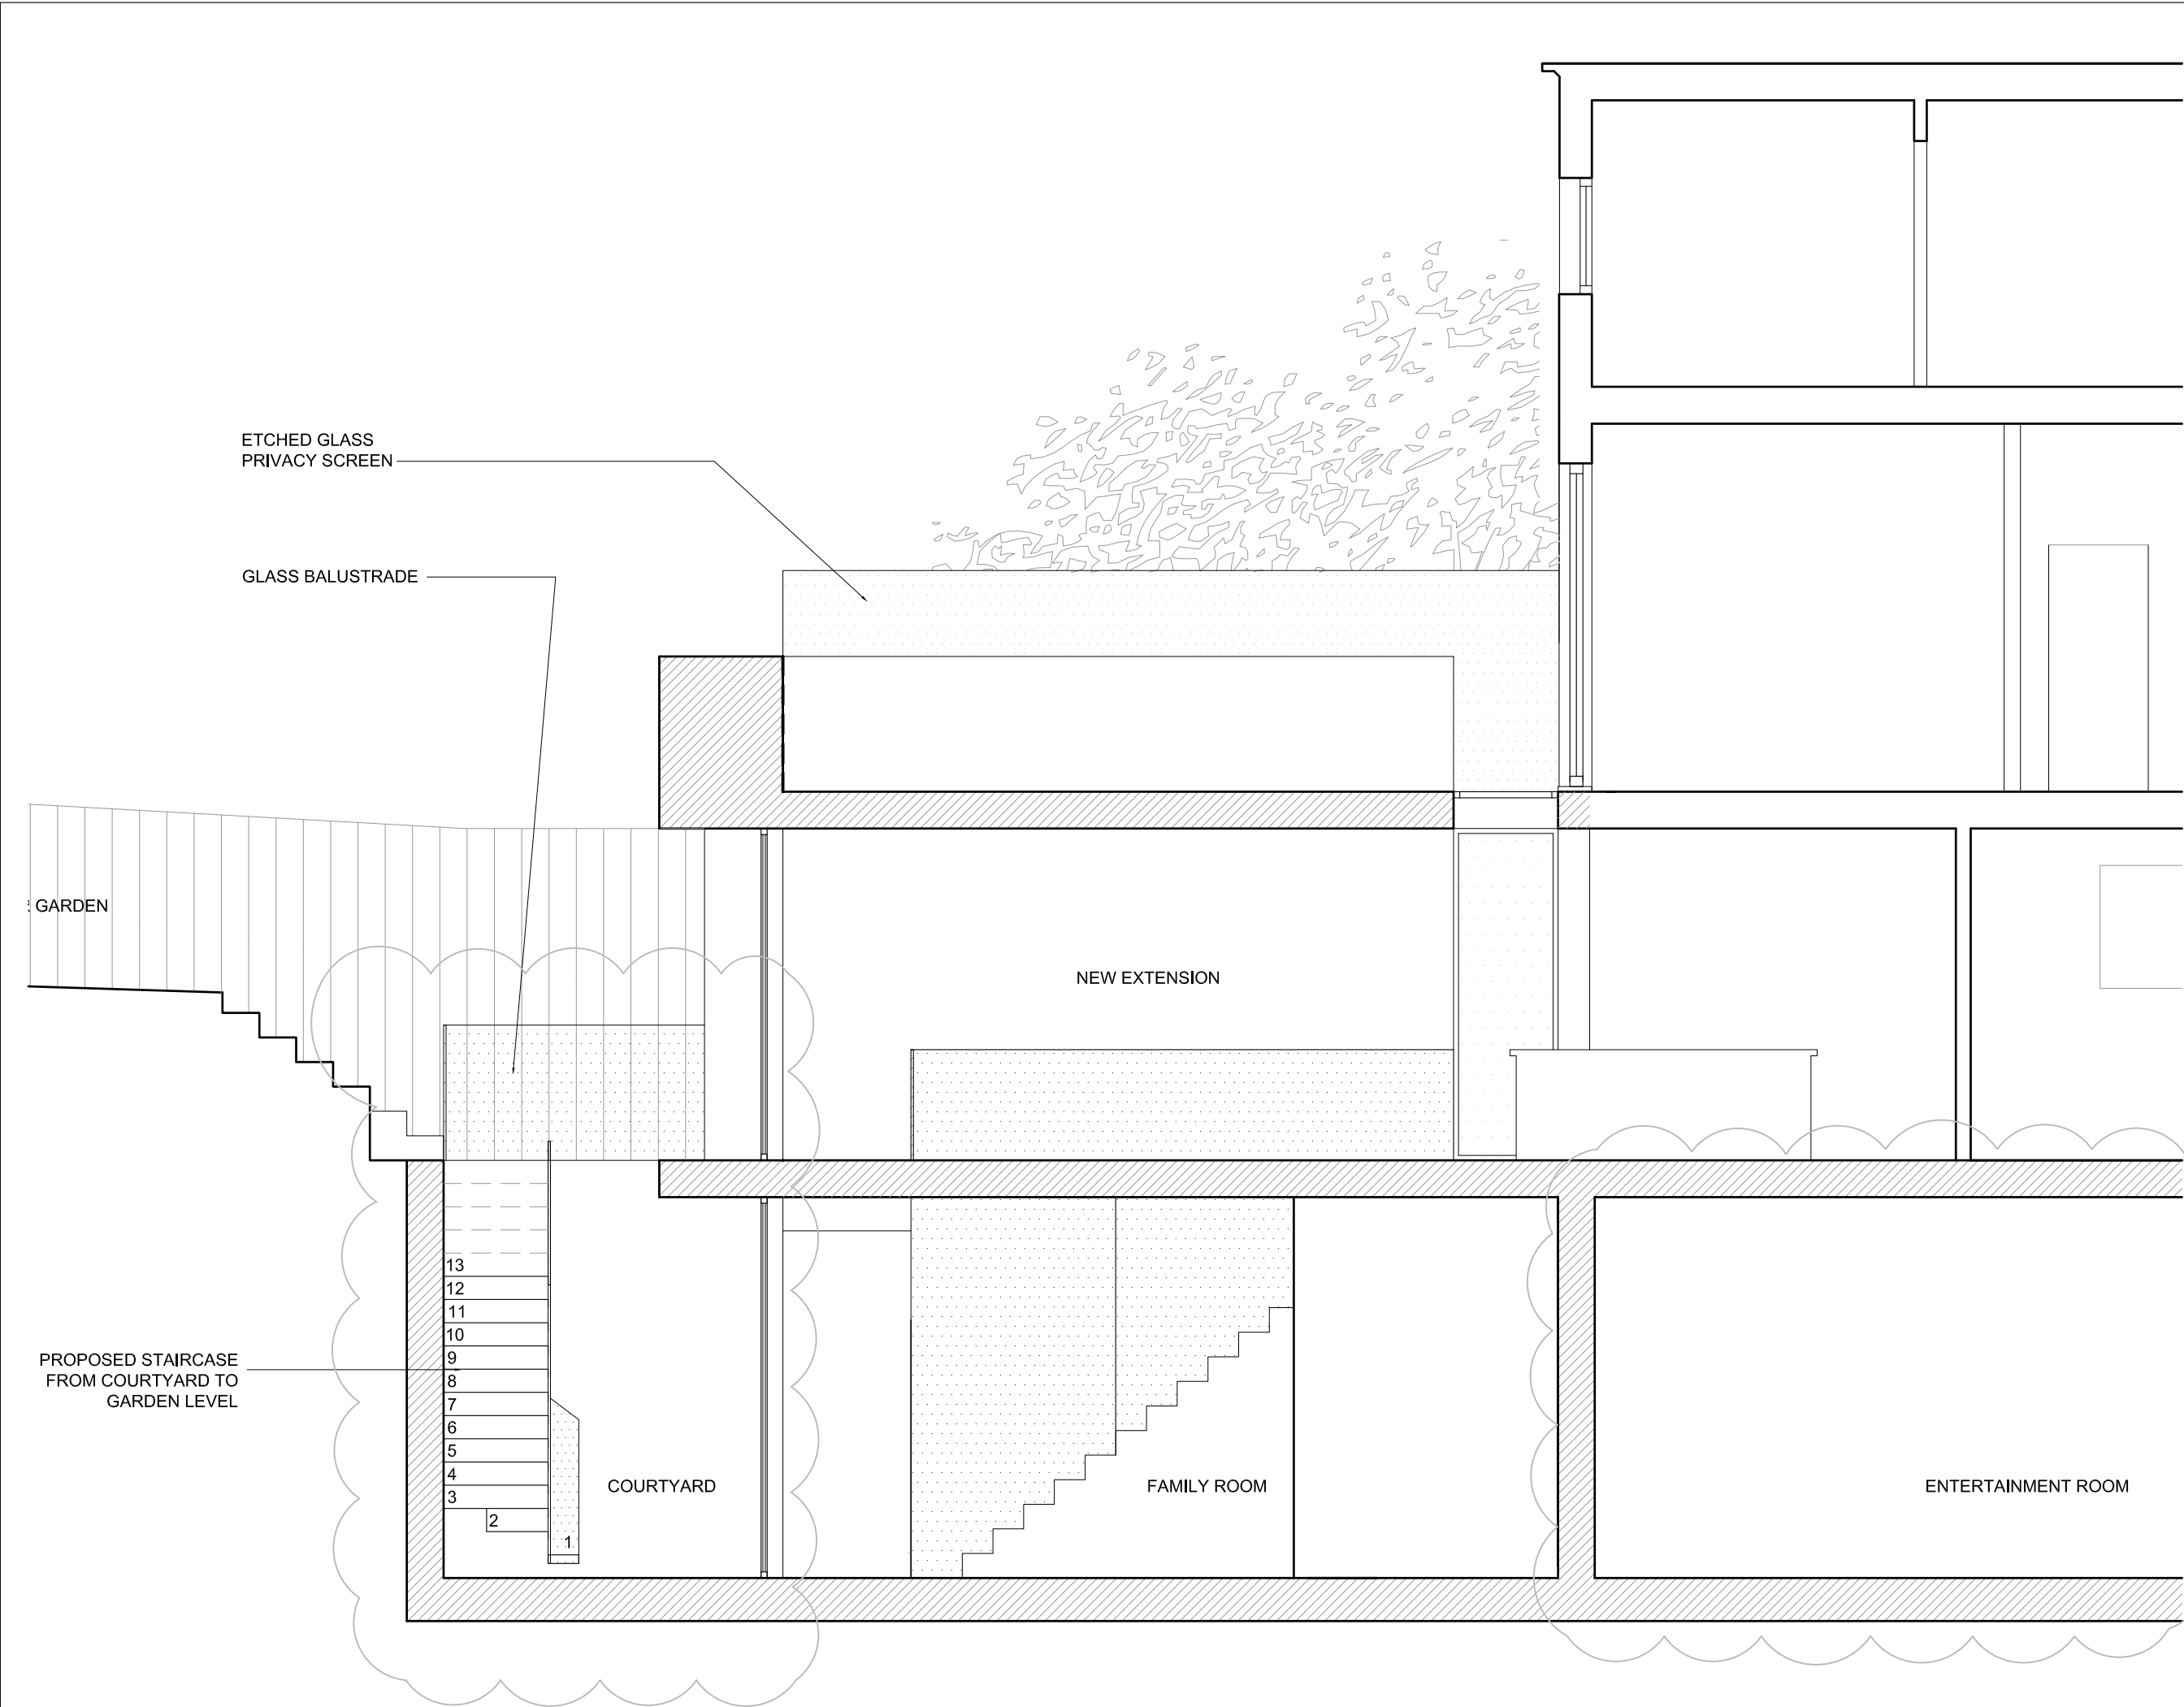 ETCHED GLASS
PRIVACY SCREEN
GLASS BALUSTRADE
GARDEN
NEW EXTENSION
13
12
11
10
9
8
7
6
5
4
3
2
1
PROPOSED STAIRCASE
FROM COURTYARD TO
GARDEN LEVEL
COURTYARD
FAMILY ROOM
ENTERTAINMENT ROOM